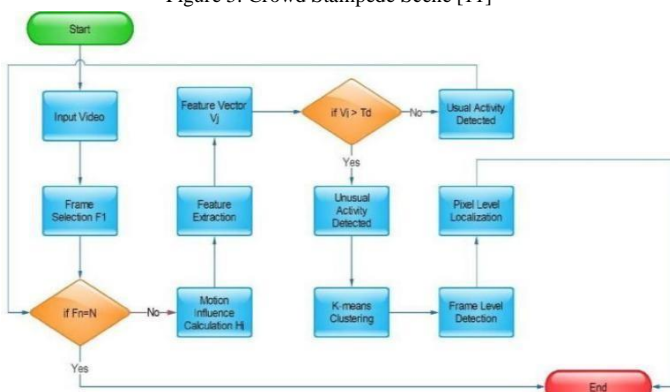 Figure 3: Crowd Stampede Scene [11]
Start
Input Video
Frame
Selection F1
if Fn=N
No
Yes
Motion
Influence
Calculation Hj
Feature
Extraction
Feature Vector
Vj
if Vj > Td
No
Usual Activity
Detected
Yes
Unusual
Activity
Detected
K-means
Clustering
Frame Level
Detection
Pixel Level
Localization
End